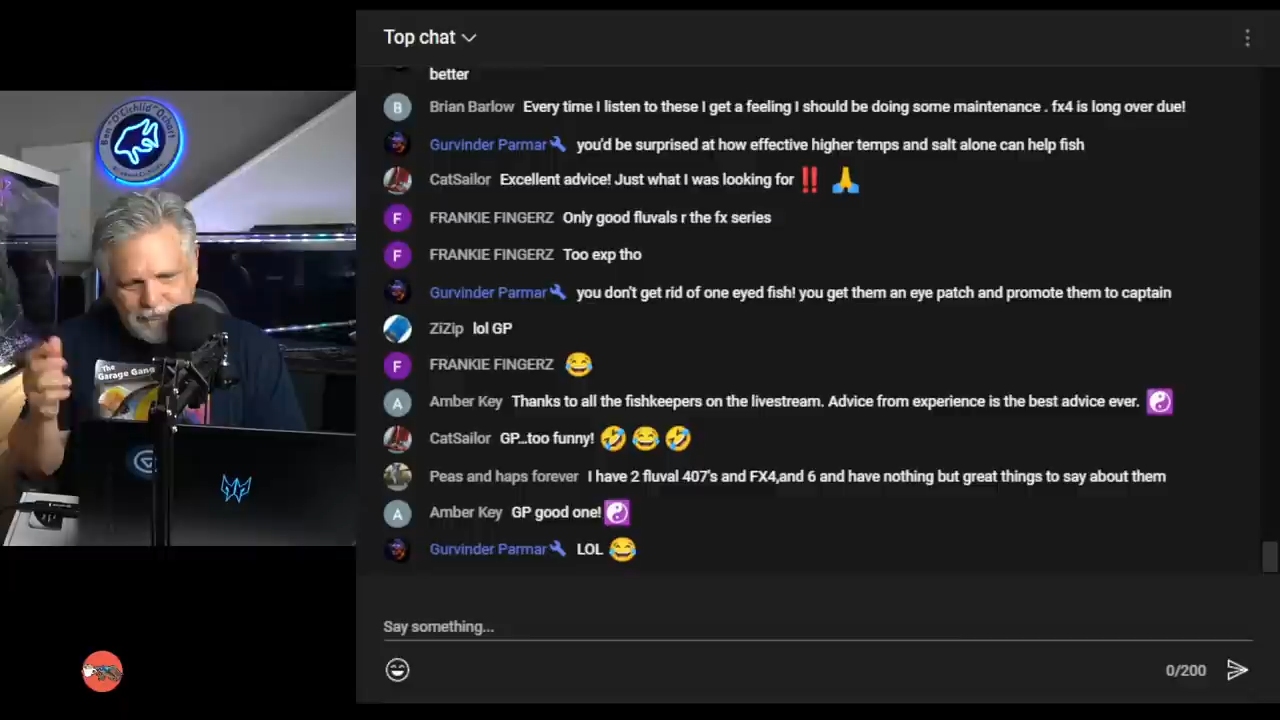 Top chat
better
Brian Barlow Every time I listen to these I get a feeling I should be doing some maintenance . fx4 is long over due!
Gurvinder Parmar you'd be surprised at how effective higher temps and salt alone can help fish
CatSailor Excellent advice! Just what I was looking for ‼️ 🙏
FRANKIE FINGERZ Only good fluvals r the fx series
FRANKIE FINGERZ Too exp tho
Gurvinder Parmar you don't get rid of one eyed fish! you get them an eye patch and promote them to captain
ZiZip lol GP
FRANKIE FINGERZ 😂
Amber Key Thanks to all the fishkeepers on the livestream. Advice from experience is the best advice ever. ☯️
CatSailor GP...too funny! 🤣 😂 🤣
Peas and haps forever I have 2 fluval 407's and FX4,and 6 and have nothing but great things to say about them
Amber Key GP good one! ☯️
Gurvinder Parmar LOL 😂
Say something...
0/200
B
F
F
F
A
A
Ben "O'Cichlid" Ochart
The
Garage Gang